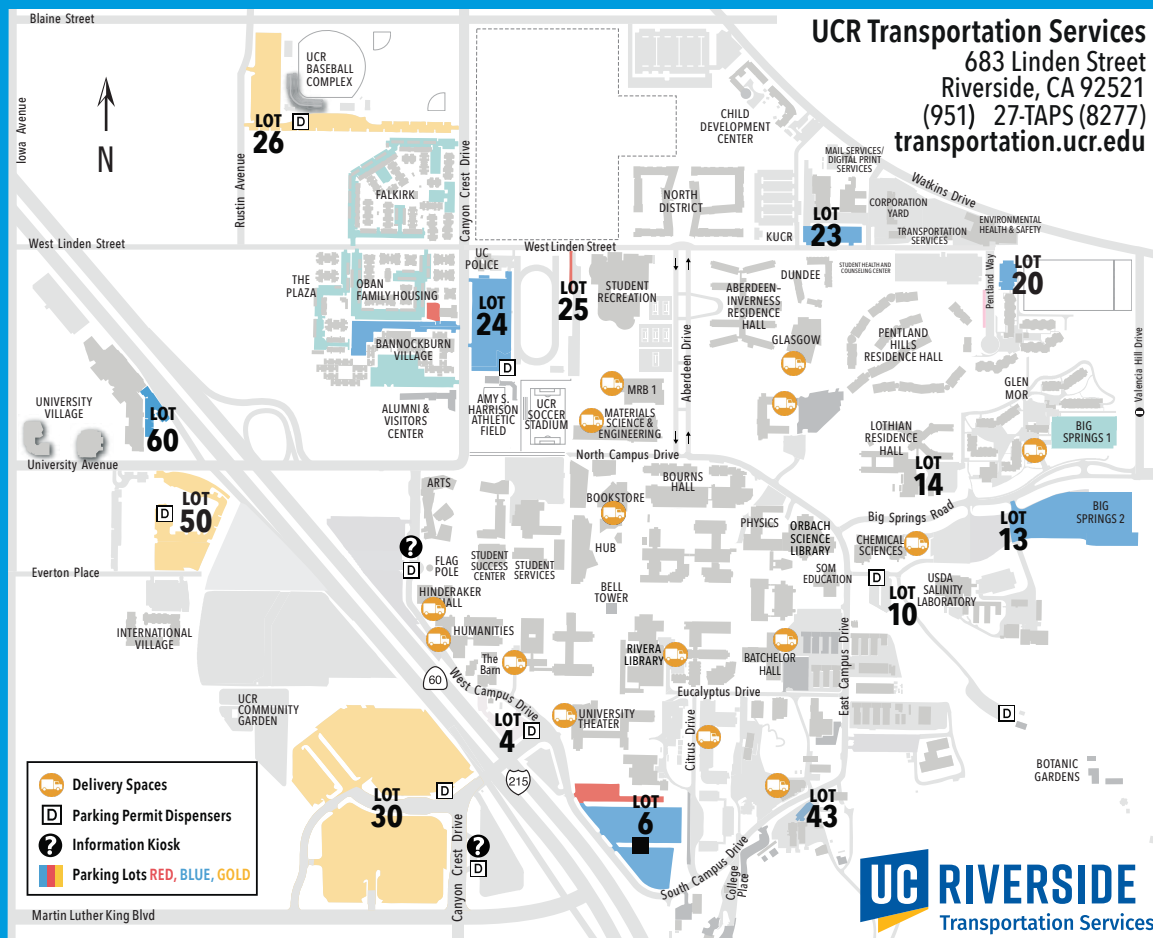 Blaine Street
UCR Transportation Services
683 Linden Street
Riverside, CA 92521
(951) 27-TAPS (8277)
transportation.ucr.edu
Iowa Avenue
N
UCR
BASEBALL
COMPLEX
LOT
26
D
Rustin Avenue
Canyon Crest Drive
FALKIRK
CHILD
DEVELOPMENT
CENTER
MAIL SERVICES/
DIGITAL PRINT
SERVICES
Watkins Drive
NORTH
DISTRICT
CORPORATION
YARD
LOT
23
KUCR
TRANSPORTATION
SERVICES
ENVIRONMENTAL
HEALTH & SAFETY
West Linden Street
West Linden Street
UC
POLICE
THE
PLAZA
OBAN
FAMILY HOUSING
LOT
24
LOT
25
STUDENT
RECREATION
ABERDEEN-
INVERNESS
RESIDENCE
HALL
DUNDEE
STUDENT HEALTH AND
COUNSELING CENTER
Pentland Way
LOT
20
BANNOCKBURN
VILLAGE
D
Aberdeen Drive
GLASGOW
PENTLAND
HILLS
RESIDENCE HALL
Valencia Hill Drive
UNIVERSITY
VILLAGE
LOT
60
ALUMNI &
VISITORS
CENTER
AMY S.
HARRISON
ATHLETIC
FIELD
UCR
SOCCER
STADIUM
MRB 1
MATERIALS
SCIENCE &
ENGINEERING
GLEN
MOR
LOTHIAN
RESIDENCE
HALL
BIG
SPRINGS 1
University Avenue
North Campus Drive
LOT
14
LOT
50
D
ARTS
BOOKSTORE
BOURNS
HALL
Big Springs Road
BIG
SPRINGS 2
LOT
13
PHYSICS
ORBACH
SCIENCE
LIBRARY
CHEMICAL
SCIENCES
?
D
FLAG
POLE
STUDENT
SUCCESS
CENTER
STUDENT
SERVICES
HUB
SOM
EDUCATION
D
LOT
10
USDA
SALINITY
LABORATORY
Everton Place
HINDERAKER
HALL
BELL
TOWER
INTERNATIONAL
VILLAGE
HUMANITIES
The
Barn
RIVERA
LIBRARY
BATCHELOR
HALL
East Campus Drive
60
West Campus Drive
Eucalyptus Drive
UCR
COMMUNITY
GARDEN
LOT
4
D
UNIVERSITY
THEATER
Citrus Drive
D
BOTANIC
GARDENS
215
LOT
30
D
LOT
6
LOT
43
Canyon Crest Drive
?
D
South Campus Drive
College
Place
Delivery Spaces
D Parking Permit Dispensers
? Information Kiosk
Parking Lots RED, BLUE, GOLD
Martin Luther King Blvd
UC RIVERSIDE
Transportation Services